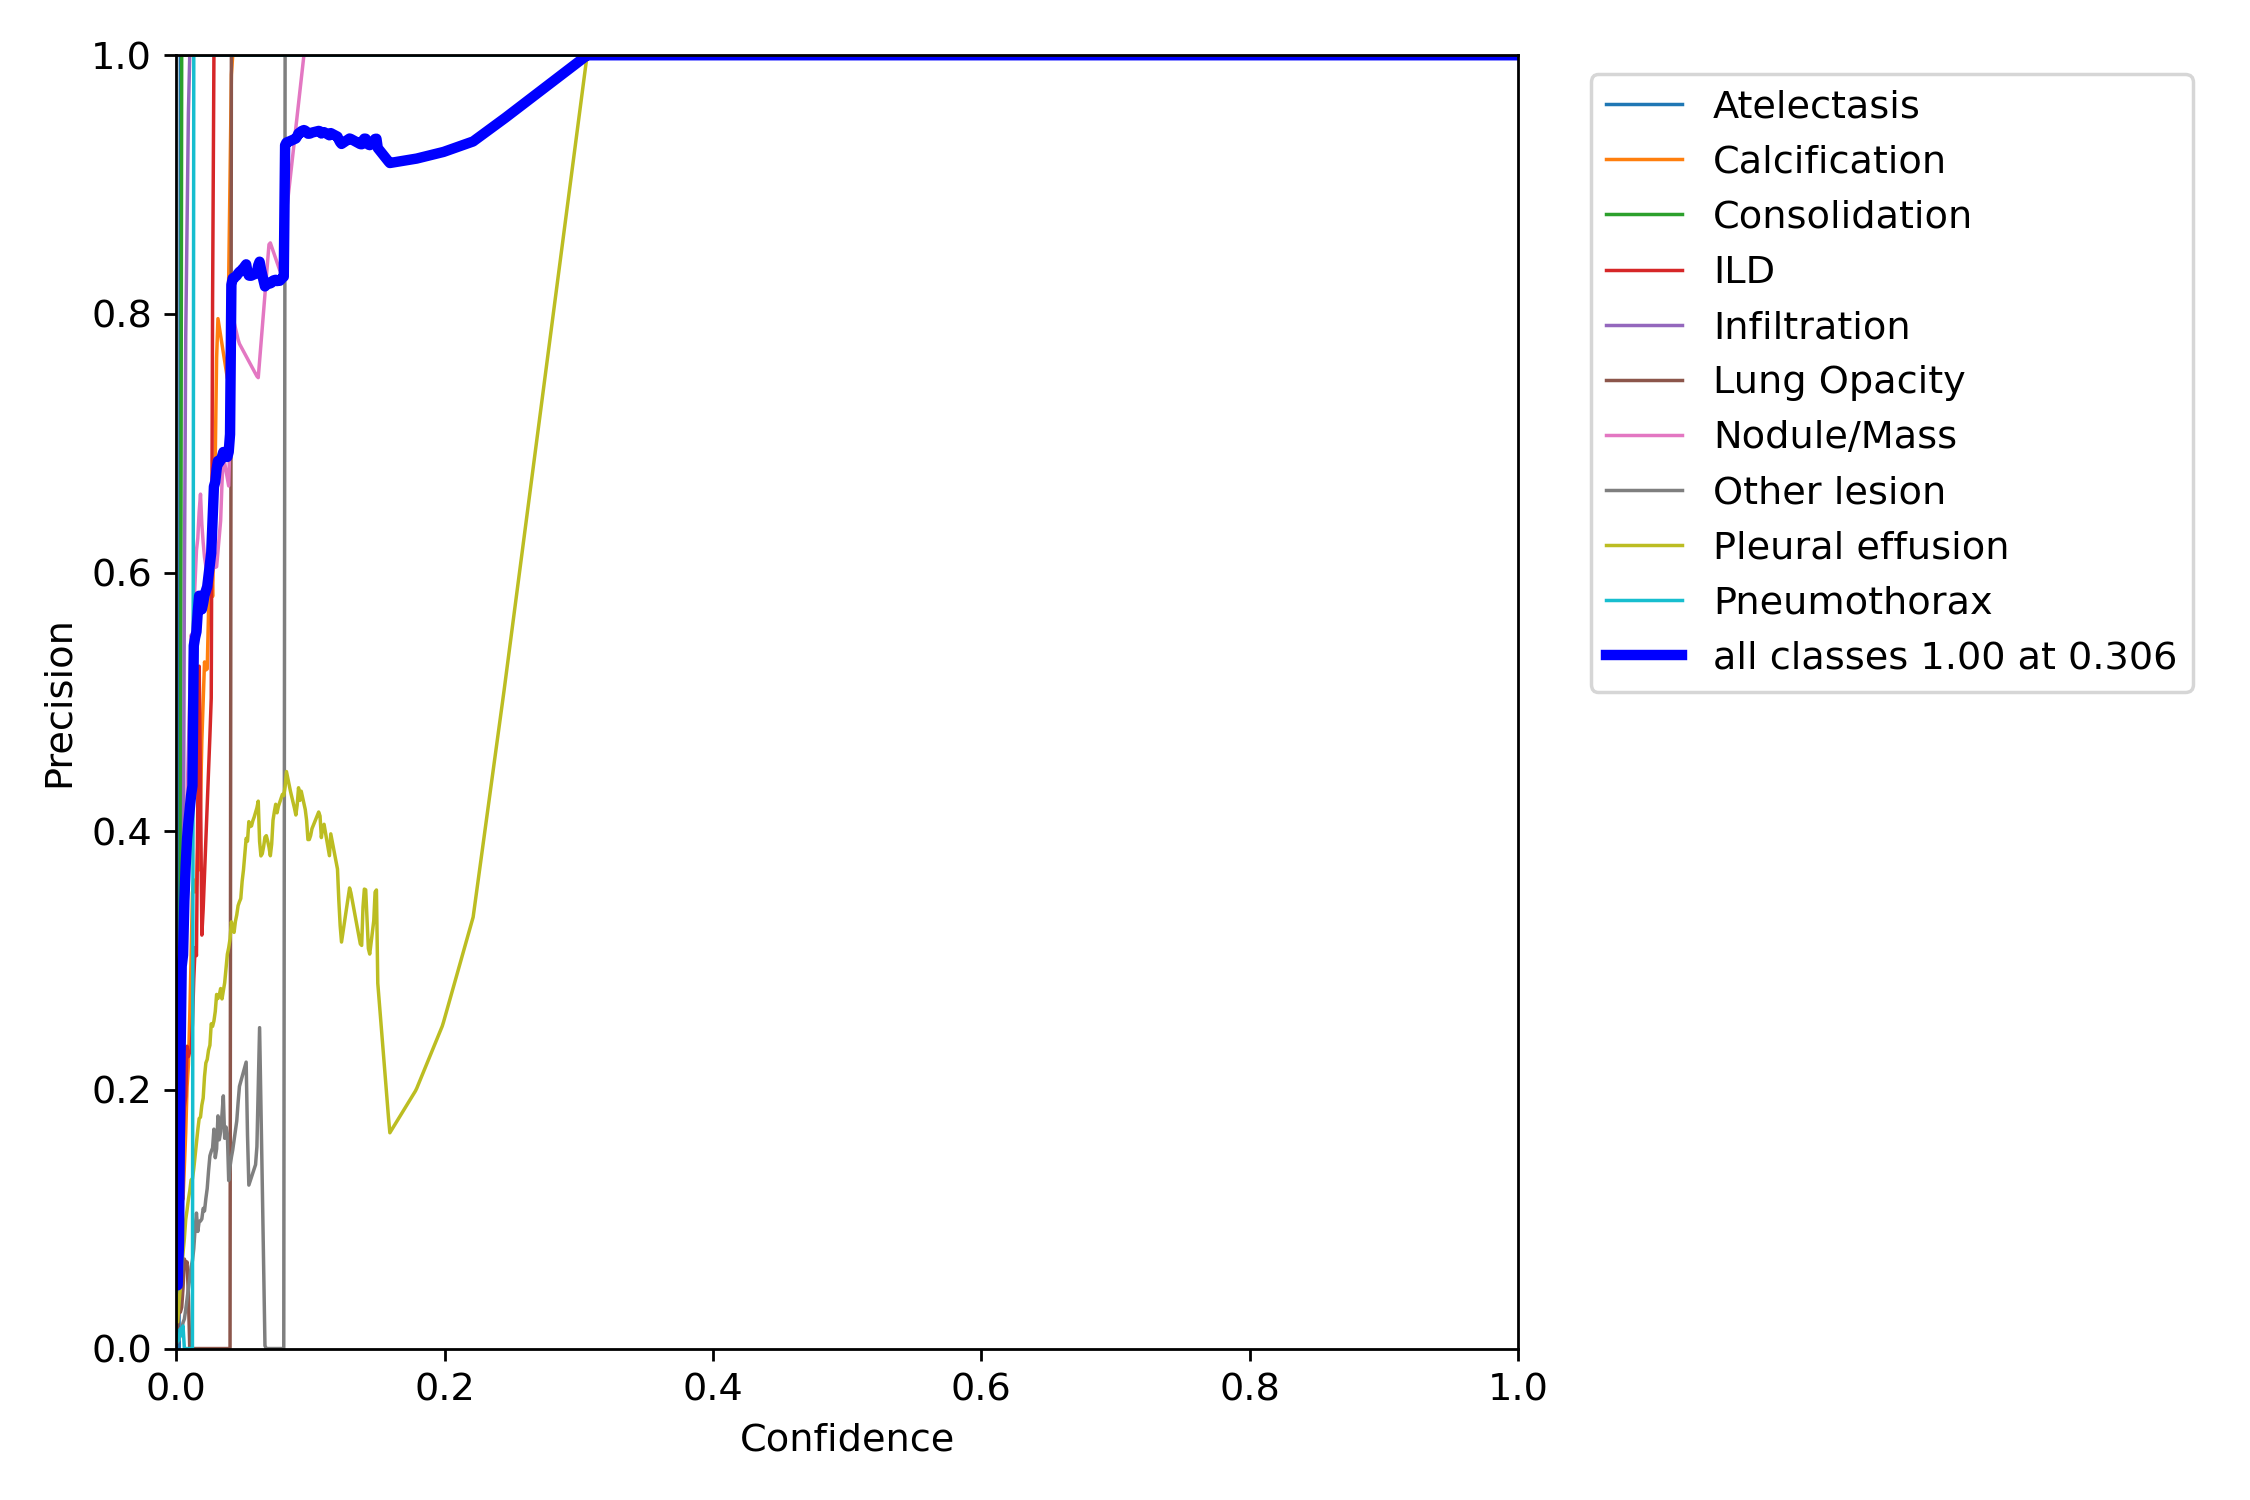 1.0
0.8
0.6
0.4
0.2
0.0
Precision
0.0 0.2 0.4 0.6 0.8 1.0
Confidence
Atelectasis
Calcification
Consolidation
ILD
Infiltration
Lung Opacity
Nodule/Mass
Other lesion
Pleural effusion
Pneumothorax
all classes 1.00 at 0.306